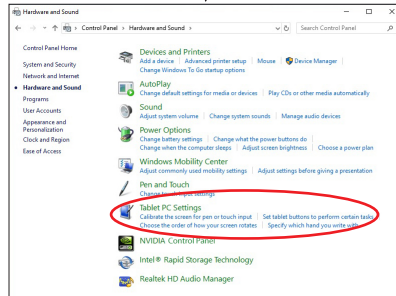 Hardware and Sound
Control Panel > Hardware and Sound >
Search Control Panel
Control Panel Home
System and Security
Network and Internet
Hardware and Sound
Programs
User Accounts
Appearance and
Personalization
Clock and Region
Ease of Access
Devices and Printers
Add a device | Advanced printer setup | Mouse | Device Manager
Change Windows To Go startup options
AutoPlay
Change default settings for media or devices | Play CDs or other media automatically
Sound
Adjust system volume | Change system sounds | Manage audio devices
Power Options
Change battery settings | Change what the power buttons do
Change when the computer sleeps | Adjust screen brightness | Choose a power plan
Windows Mobility Center
Adjust commonly used mobility settings | Adjust settings before giving a presentation
Pen and Touch
Change touch input settings
Tablet PC Settings
Calibrate the screen for pen or touch input | Set tablet buttons to perform certain tasks
Choose the order of how your screen rotates | Specify which hand you write with
NVIDIA Control Panel
Intel® Rapid Storage Technology
Realtek HD Audio Manager